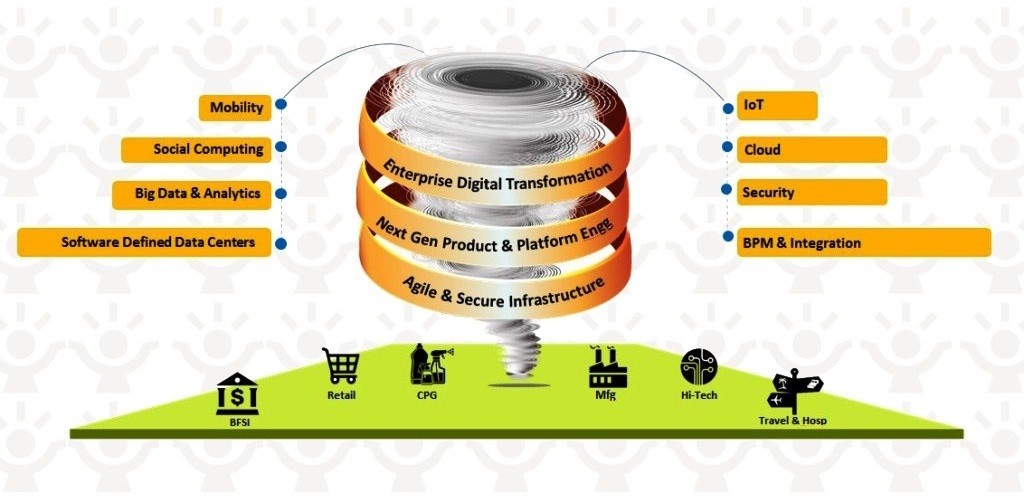 Mobility
Social Computing
Big Data & Analytics
Software Defined Data Centers
Enterprise Digital Transformation
Next Gen Product & Platform Engg
Agile & Secure Infrastructure
IoT
Cloud
Security
BPM & Integration
$
BFSI
Retail
CPG
Mfg
Hi-Tech
Travel & Hosp